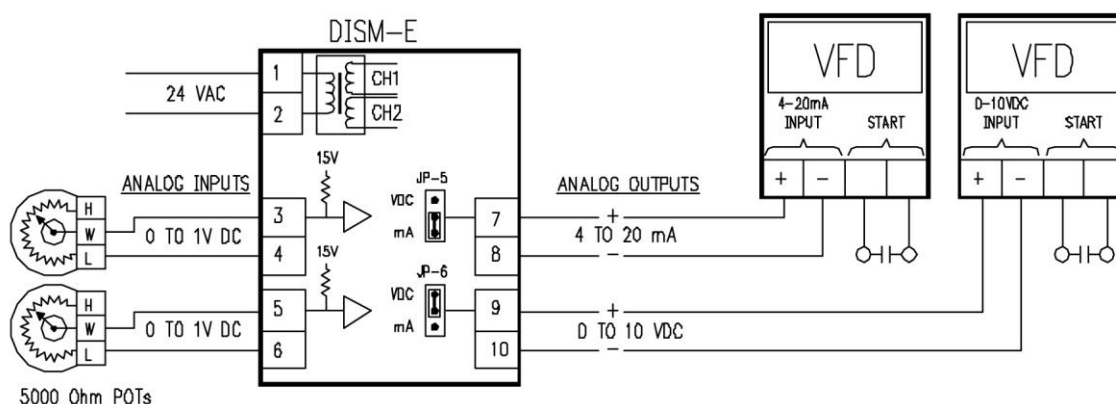 DISM-E
1
2
24 VAC
CH1
CH2
VFD
4-20mA
INPUT
START
+
-
VFD
D-10VDC
INPUT
START
+
-
ANALOG INPUTS
H
W
L
0 TO 1V DC
3
4
15V
JP-5
VDC
mA
7
8
ANALOG OUTPUTS
+
4 TO 20 mA
-
H
W
L
0 TO 1V DC
5
6
15V
JP-6
VDC
mA
9
10
+
D TO 10 VDC
-
5000 Ohm POTs